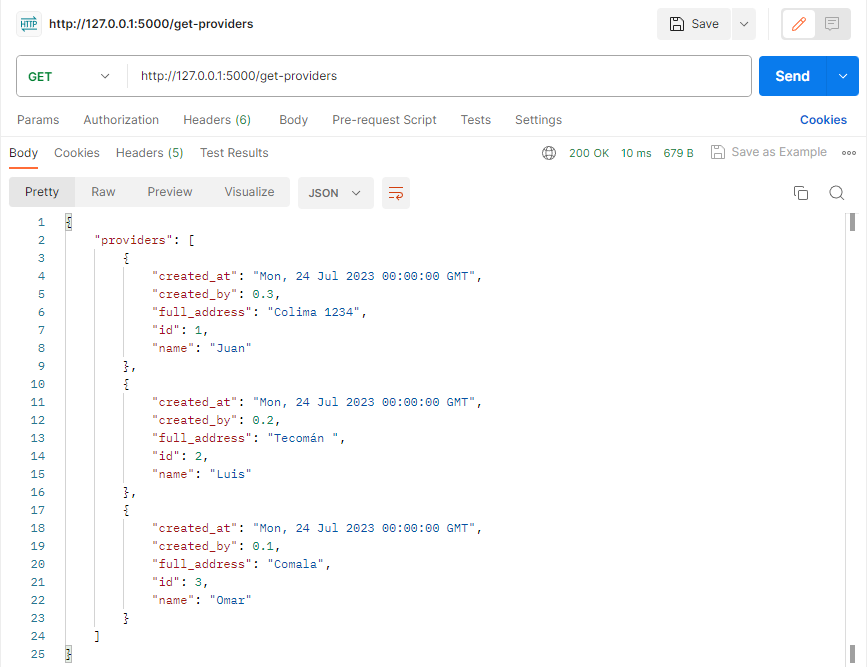 HTTP http://127.0.0.1:5000/get-providers Save
GET http://127.0.0.1:5000/get-providers Send
Params Authorization Headers (6) Body Pre-request Script Tests Settings Cookies
Body Cookies Headers (5) Test Results 200 OK 10 ms 679 B Save as Example
Pretty Raw Preview Visualize JSON
1 {
2 "providers": [
3 {
4 "created_at": "Mon, 24 Jul 2023 00:00:00 GMT",
5 "created_by": 0.3,
6 "full_address": "Colima 1234",
7 "id": 1,
8 "name": "Juan"
9 },
10 {
11 "created_at": "Mon, 24 Jul 2023 00:00:00 GMT",
12 "created_by": 0.2,
13 "full_address": "Tecomán ",
14 "id": 2,
15 "name": "Luis"
16 },
17 {
18 "created_at": "Mon, 24 Jul 2023 00:00:00 GMT",
19 "created_by": 0.1,
20 "full_address": "Comala",
21 "id": 3,
22 "name": "Omar"
23 }
24 ]
25 }